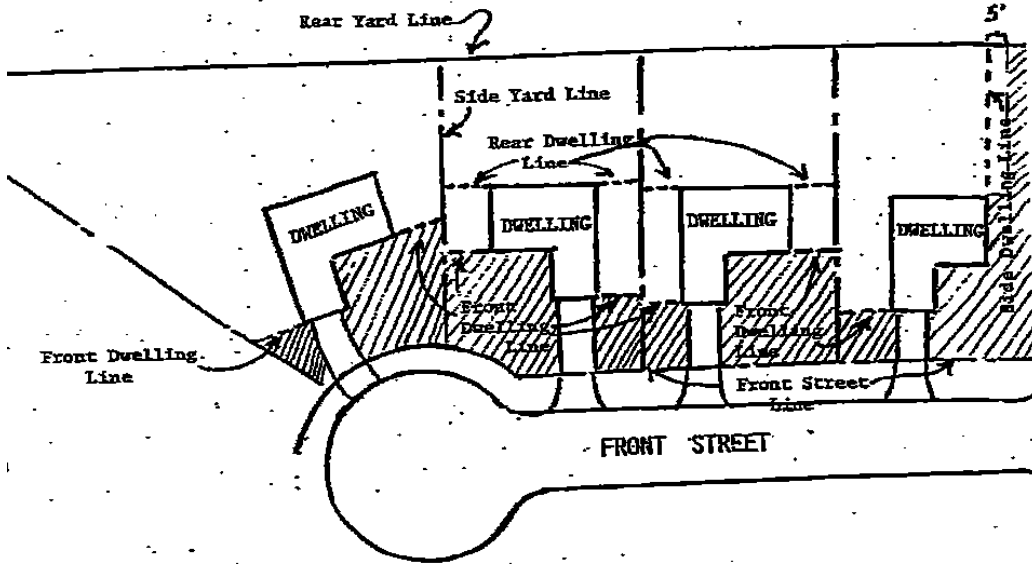 5'
Rear Yard Line
Side Yard Line
Rear Dwelling
Line
DWELLING
DWELLING
DWELLING
DWELLING
Side Dwelling Line
Front
Dwelling
Line
Front
Dwelling
Line
Front Dwelling
Line
Front Street
Line
FRONT STREET